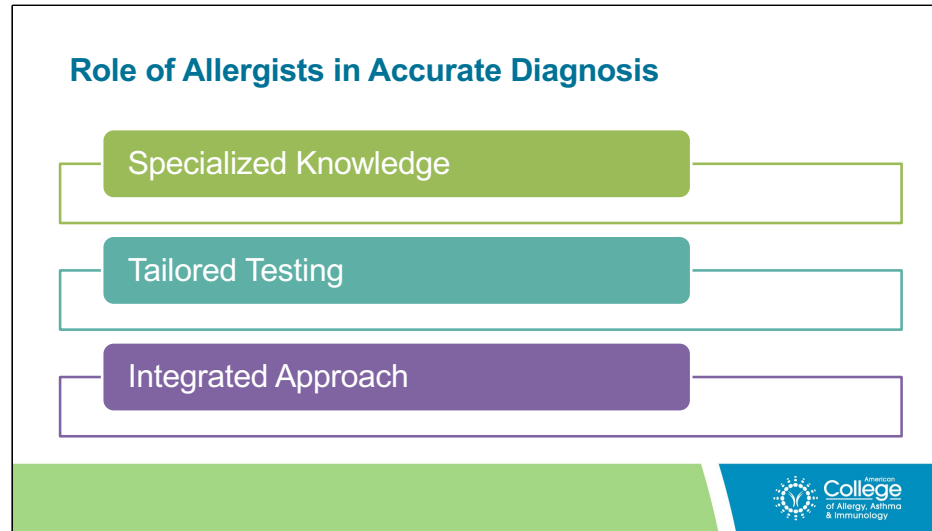 Role of Allergists in Accurate Diagnosis
Specialized Knowledge
Tailored Testing
Integrated Approach
American
College
of Allergy, Asthma
& Immunology